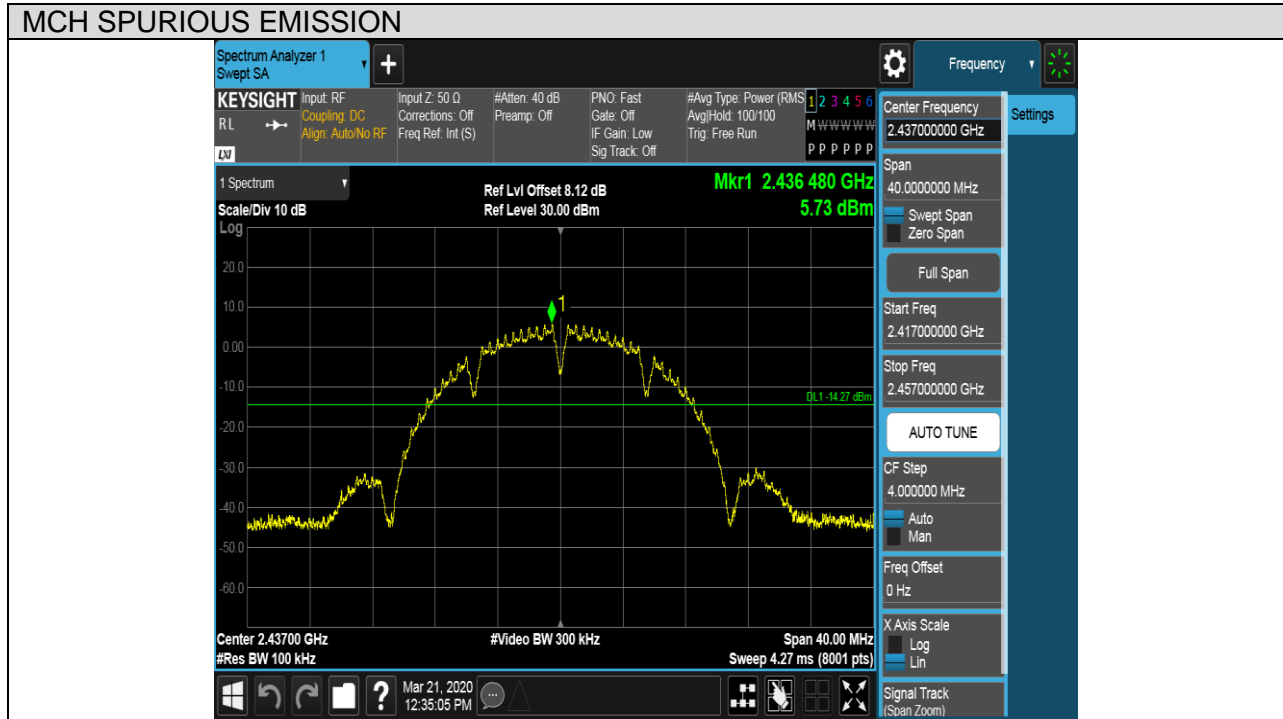 MCH SPURIOUS EMISSION
Spectrum Analyzer 1
Swept SA
+
Frequency
KEYSIGHT
RL
LXI
Input: RF
Coupling: DC
Align: Auto/No RF
Input Z: 50 Ω
Corrections: Off
Freq Ref: Int (S)
#Atten: 40 dB
Preamp: Off
PNO: Fast
Gate: Off
IF Gain: Low
Sig Track: Off
#Avg Type: Power (RMS
Avg|Hold: 100/100
Trig: Free Run
1 2 3 4 5 6
M W W W W W
P P P P P P
1 Spectrum
Scale/Div 10 dB
Ref Lvl Offset 8.12 dB
Ref Level 30.00 dBm
Mkr1 2.436 480 GHz
5.73 dBm
Log
20.0
10.0
0.00
-10.0
-20.0
-30.0
-40.0
-50.0
-60.0
1
DL1 -14.27 dBm
Center 2.43700 GHz
#Res BW 100 kHz
#Video BW 300 kHz
Span 40.00 MHz
Sweep 4.27 ms (8001 pts)
Center Frequency
2.437000000 GHz
Settings
Span
40.0000000 MHz
Swept Span
Zero Span
Full Span
Start Freq
2.417000000 GHz
Stop Freq
2.457000000 GHz
AUTO TUNE
CF Step
4.000000 MHz
Auto
Man
Freq Offset
0 Hz
X Axis Scale
Log
Lin
Signal Track
(Span Zoom)
?
Mar 21, 2020
12:35:05 PM